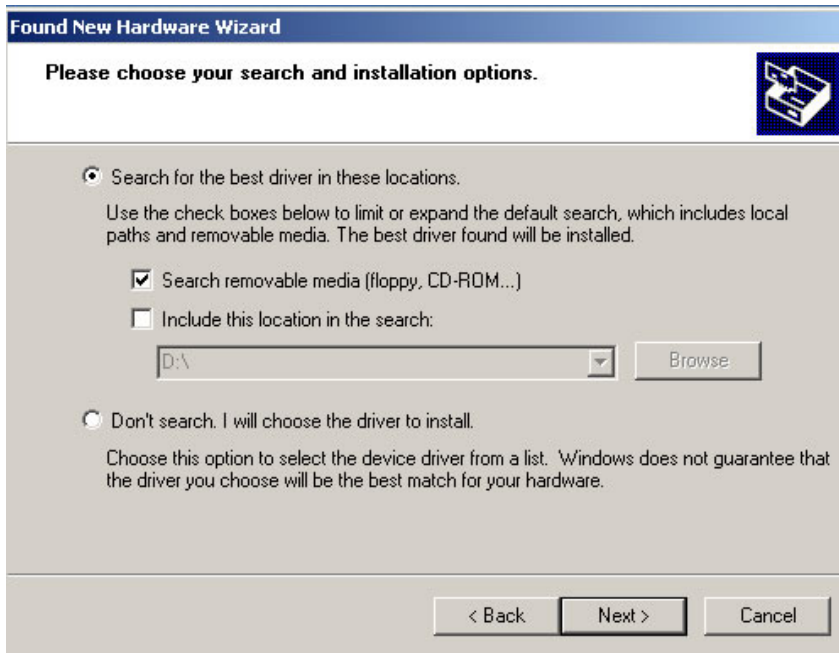 Found New Hardware Wizard
Please choose your search and installation options.
Search for the best driver in these locations.
Use the check boxes below to limit or expand the default search, which includes local
paths and removable media. The best driver found will be installed.
Search removable media (floppy, CD-ROM...)
Include this location in the search:
D:\
Browse
Don't search. I will choose the driver to install.
Choose this option to select the device driver from a list. Windows does not guarantee that
the driver you choose will be the best match for your hardware.
< Back Next > Cancel